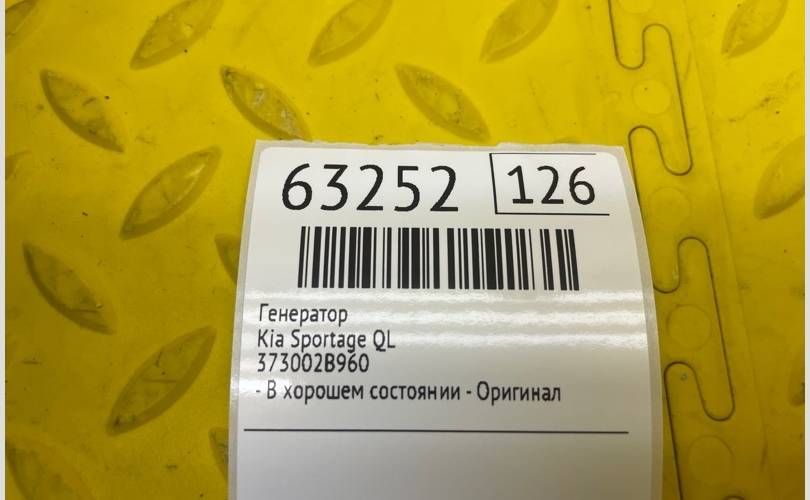 63252 126
Генератор
Kia Sportage QL
373002B960
- В хорошем состоянии - Оригинал